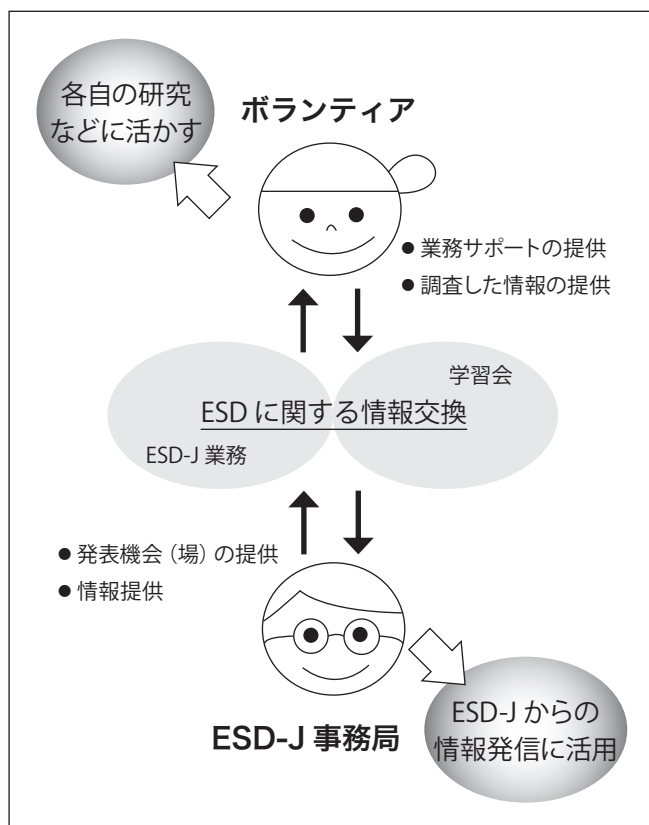 各自の研究
などに活かす
ボランティア
● 業務サポートの提供
● 調査した情報の提供
学習会
ESD に関する情報交換
ESD-J 業務
● 発表機会（場）の提供
● 情報提供
ESD-J 事務局
ESD-J からの
情報発信に活用